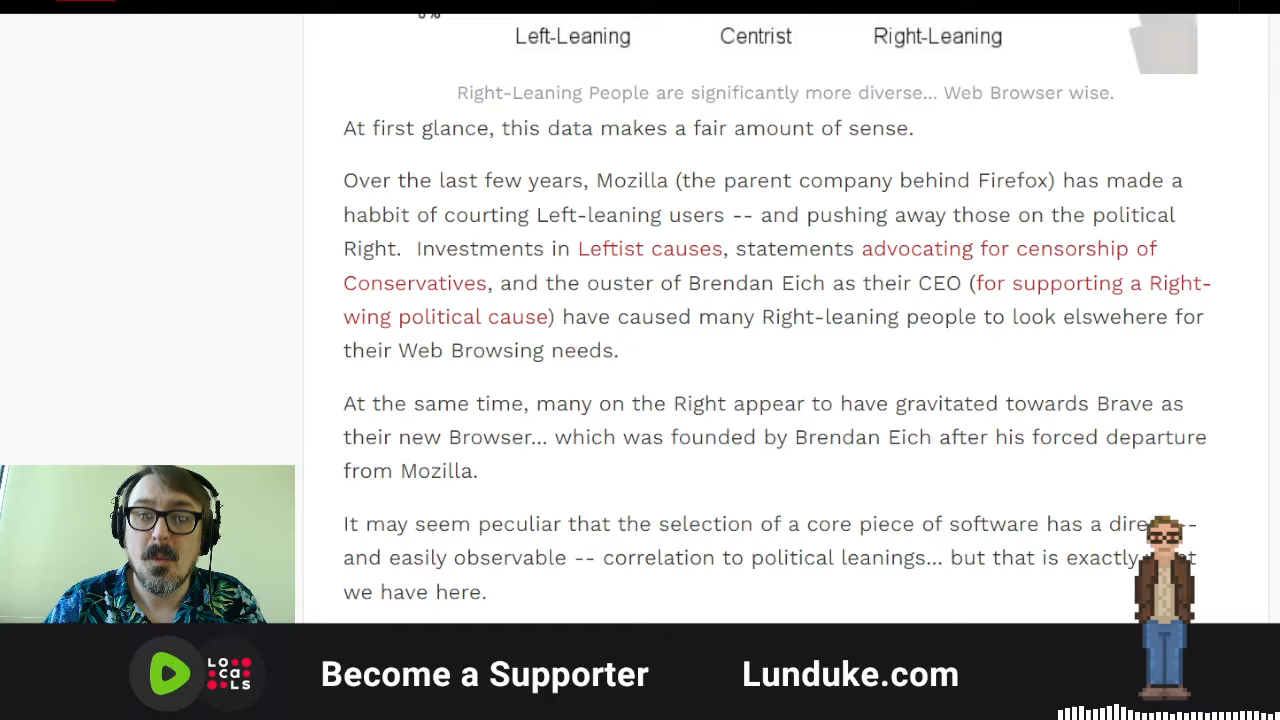 Left-Leaning Centrist Right-Leaning
Right-Leaning People are significantly more diverse... Web Browser wise.
At first glance, this data makes a fair amount of sense.
Over the last few years, Mozilla (the parent company behind Firefox) has made a
habbit of courting Left-leaning users -- and pushing away those on the political
Right. Investments in Leftist causes, statements advocating for censorship of
Conservatives, and the ouster of Brendan Eich as their CEO (for supporting a Right-
wing political cause) have caused many Right-leaning people to look elswehere for
their Web Browsing needs.
At the same time, many on the Right appear to have gravitated towards Brave as
their new Browser... which was founded by Brendan Eich after his forced departure
from Mozilla.
It may seem peculiar that the selection of a core piece of software has a --
and easily observable -- correlation to political leanings... but that is exactly
we have here.
LOCALS
Become a Supporter Lunduke.com